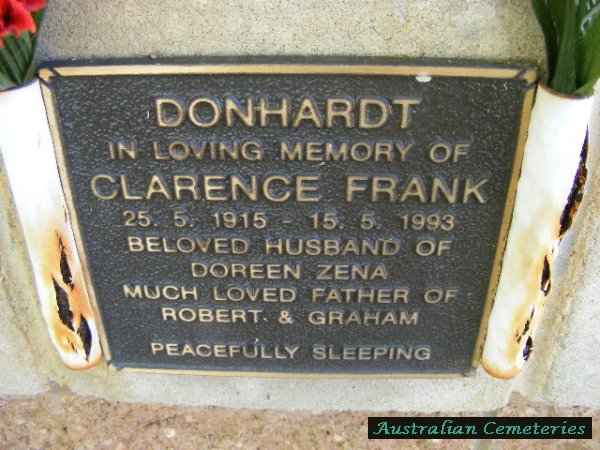 DONHARDT
IN LOVING MEMORY OF
CLARENCE FRANK
25. 5. 1915 - 15. 5. 1993
BELOVED HUSBAND OF
DOREEN ZENA
MUCH LOVED FATHER OF
ROBERT & GRAHAM
PEACEFULLY SLEEPING
Australian Cemeteries